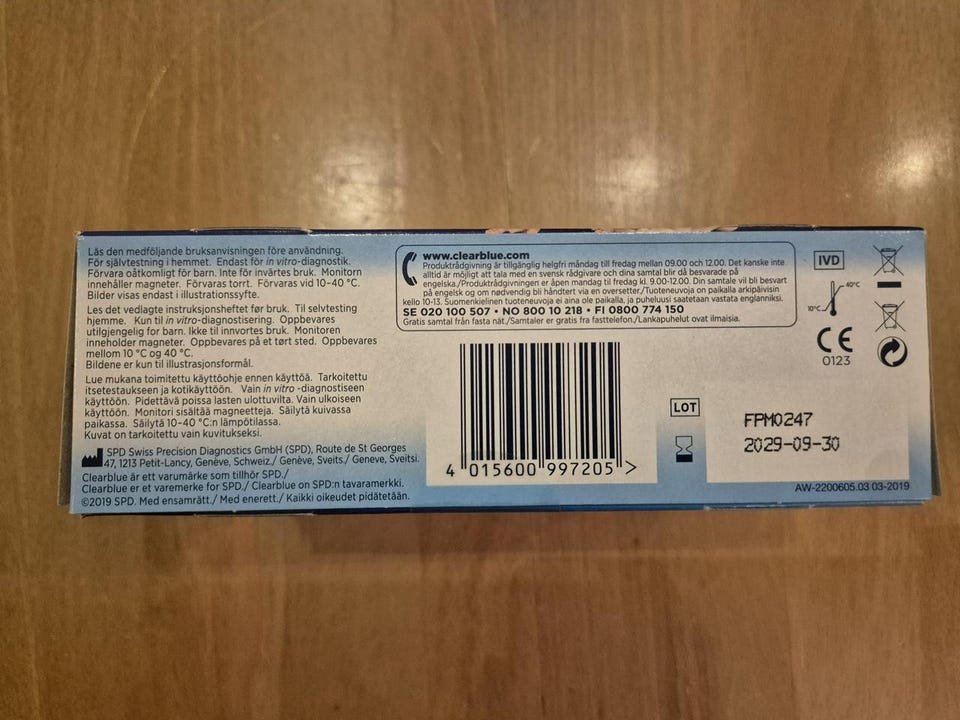 Läs den medföljande bruksanvisningen före användning.
För självtestning i hemmet. Endast för in vitro-diagnostik.
Förvara oåtkomligt för barn. Inte för invärtes bruk. Monitorn
innehåller magneter. Förvaras torrt. Förvaras vid 10-40 °C.
Bilder visas endast i illustrationssyfte.
Les det vedlagte instruksjonsheftet før bruk. Til selvtesting
hjemme. Kun til in vitro-diagnostisering. Oppbevares
utilgjengelig for barn. Ikke til innvortes bruk. Monitoren
inneholder magneter. Oppbevares på et tørt sted. Oppbevares
mellom 10 °C og 40 °C.
Bildene er kun til illustrasjonsformål.
Lue mukana toimitettu käyttöohje ennen käyttöä. Tarkoitettu
itsetestaukseen ja kotikäyttöön. Vain in vitro -diagnostiseen
käyttöön. Pidettävä poissa lasten ulottuvilta. Vain ulkoiseen
käyttöön. Monitori sisältää magneetteja. Säilytä kuivassa
paikassa. Säilytä 10-40 °C:n lämpötilassa.
Kuvat on tarkoitettu vain kuvitukseksi.
SPD Swiss Precision Diagnostics GmbH (SPD), Route de St Georges
47, 1213 Petit-Lancy, Genève, Schweiz./ Genève, Sveits./ Geneve, Sveitsi.
Clearblue är ett varumärke som tillhör SPD./
Clearblue er et varemerke for SPD./ Clearblue on SPD:n tavaramerkki.
©2019 SPD. Med ensamrätt./ Med enerett./ Kaikki oikeudet pidätetään.
www.clearblue.com
Produktrådgivning är tillgänglig helgfri måndag till fredag mellan 09.00 och 12.00. Det kanske inte
alltid är möjligt att tala med en svensk rådgivare och dina samtal blir då besvarade på
engelska./Produktrådgivningen er åpen mandag til fredag kl. 9.00-12.00. Din samtale vil bli besvart
på engelsk og om nødvendig bli håndtert via en oversetter./Tuoteneuvoja on paikalla arkipäivisin
kello 10-13. Suomenkielinen tuoteneuvoja ei aina ole paikalla, ja puheluusi saatetaan vastata englanniksi.
SE 020 100 507 • NO 800 10 218 • FI 0800 774 150
Gratis samtal från fasta nät./Samtaler er gratis fra fasttelefon./Lankapuhelut ovat ilmaisia.
IVD
40°C
10°C
CE
0123
4 015600 997205 >
LOT
FPM0247
2029-09-30
AW-2200605.03 03-2019